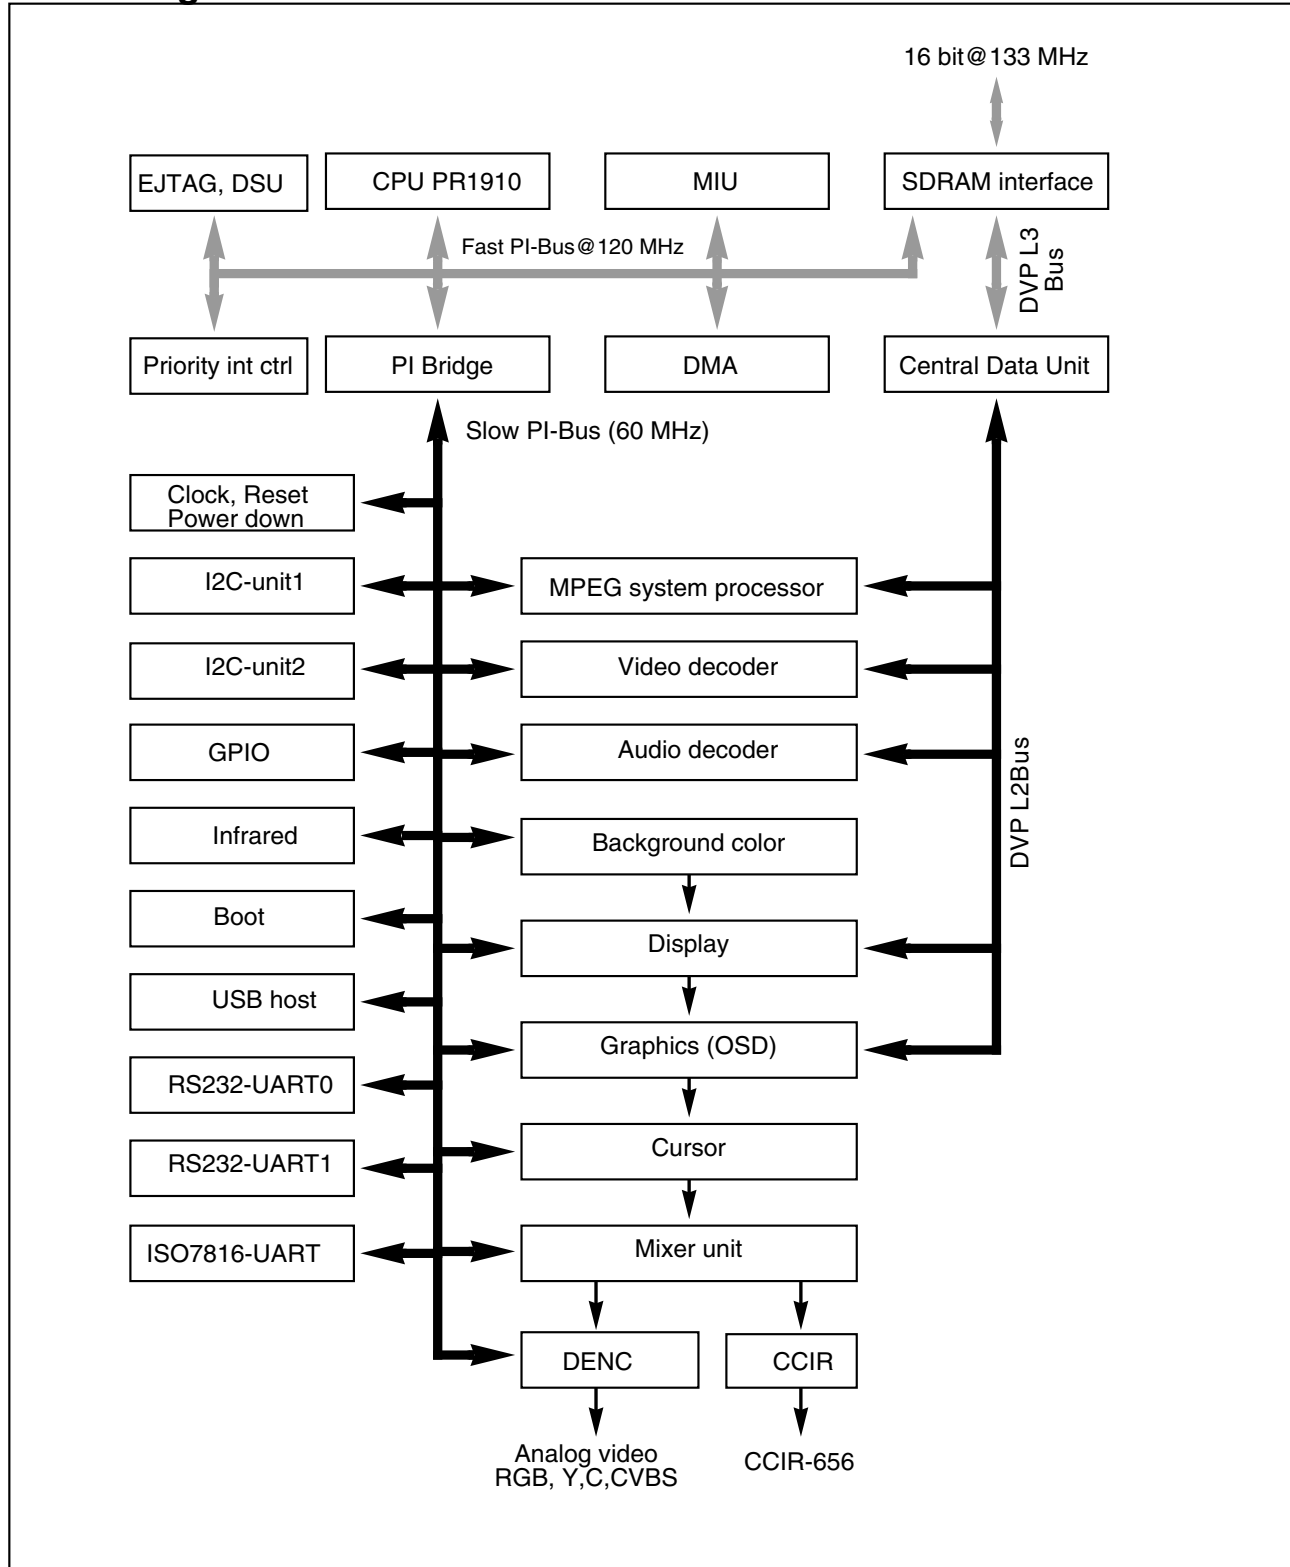 16 bit@133 MHz
EJTAG, DSU
CPU PR1910
MIU
SDRAM interface
Fast PI-Bus@120 MHz
DVP L3
Bus
Priority int ctrl
PI Bridge
DMA
Central Data Unit
Slow PI-Bus (60 MHz)
Clock, Reset
Power down
I2C-unit1
MPEG system processor
I2C-unit2
Video decoder
GPIO
Audio decoder
DVP L2Bus
Infrared
Background color
Boot
Display
USB host
Graphics (OSD)
RS232-UART0
Cursor
RS232-UART1
Mixer unit
ISO7816-UART
DENC
CCIR
Analog video
RGB, Y,C,CVBS
CCIR-656